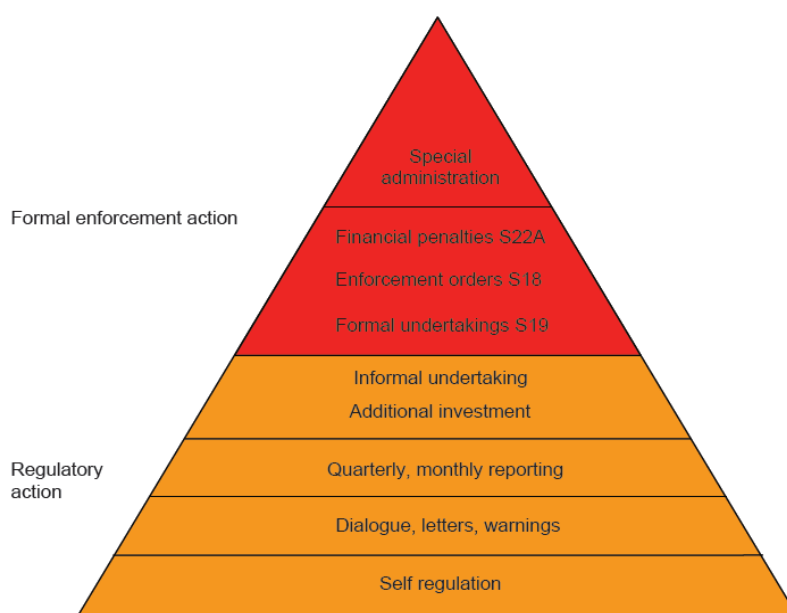 Special
administration
Formal enforcement action
Financial penalties S22A
Enforcement orders S18
Formal undertakings S19
Informal undertaking
Additional investment
Regulatory
action
Quarterly, monthly reporting
Dialogue, letters, warnings
Self regulation